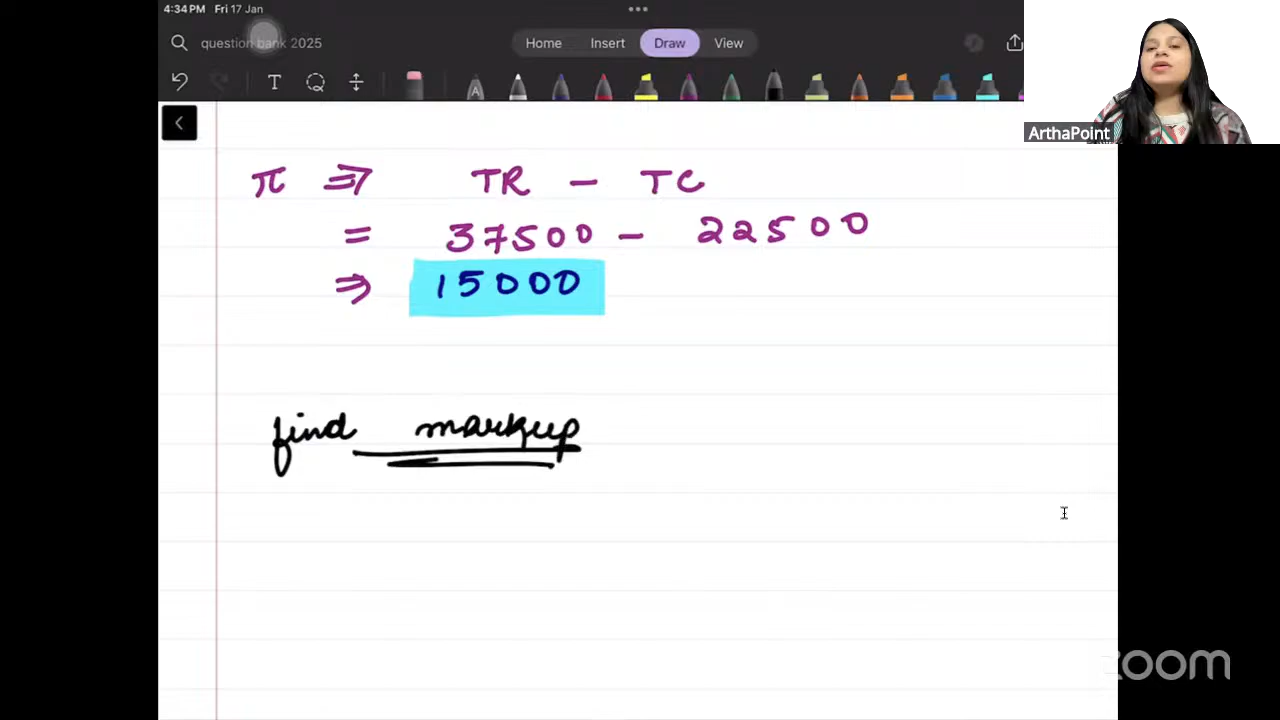 4:34 PM Fri 17 Jan
question bank 2025
Home Insert Draw View
T
A
ArthaPoint
π ⇒ TR - TC
= 37500 - 22500
⇒ 15000
find markup
zoom